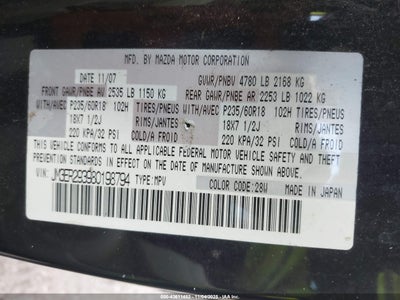 MFD. BY MAZDA MOTOR CORPORATION
DATE 11/07 GVWR/PNBV 4780 LB 2168 KG
FRONT GAWR/PNBE AV 2535 LB 1150 KG REAR GAWR/PNBE AR 2253 LB 1022 KG
WITH/AVEC P235/60R18 102H TIRES/PNEUS WITH/AVEC P235/60R18 102H TIRES/PNEUS
18X7 1/2J RIMS/JANTES 18X7 1/2J RIMS/JANTES
220 KPA/32 PSI COLD/A FROID 220 KPA/32 PSI COLD/A FROID
THIS VEHICLE CONFORMS TO ALL APPLICABLE FEDERAL MOTOR VEHICLE SAFETY AND
THEFT PREVENTION STANDARDS IN EFFECT ON THE DATE OF MANUFACTURE SHOWN ABOVE.
VIN: JM3ER293980198794 TYPE:MPV
COLOR CODE:28W MADE IN JAPAN